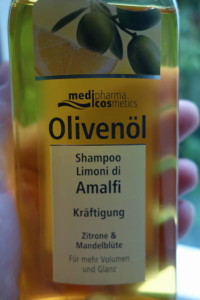 medipharma
cosmetics
Olivenöl
Shampoo
Limoni di
Amalfi
Kräftigung
Zitrone &
Mandelblüte
Für mehr Volumen
und Glanz